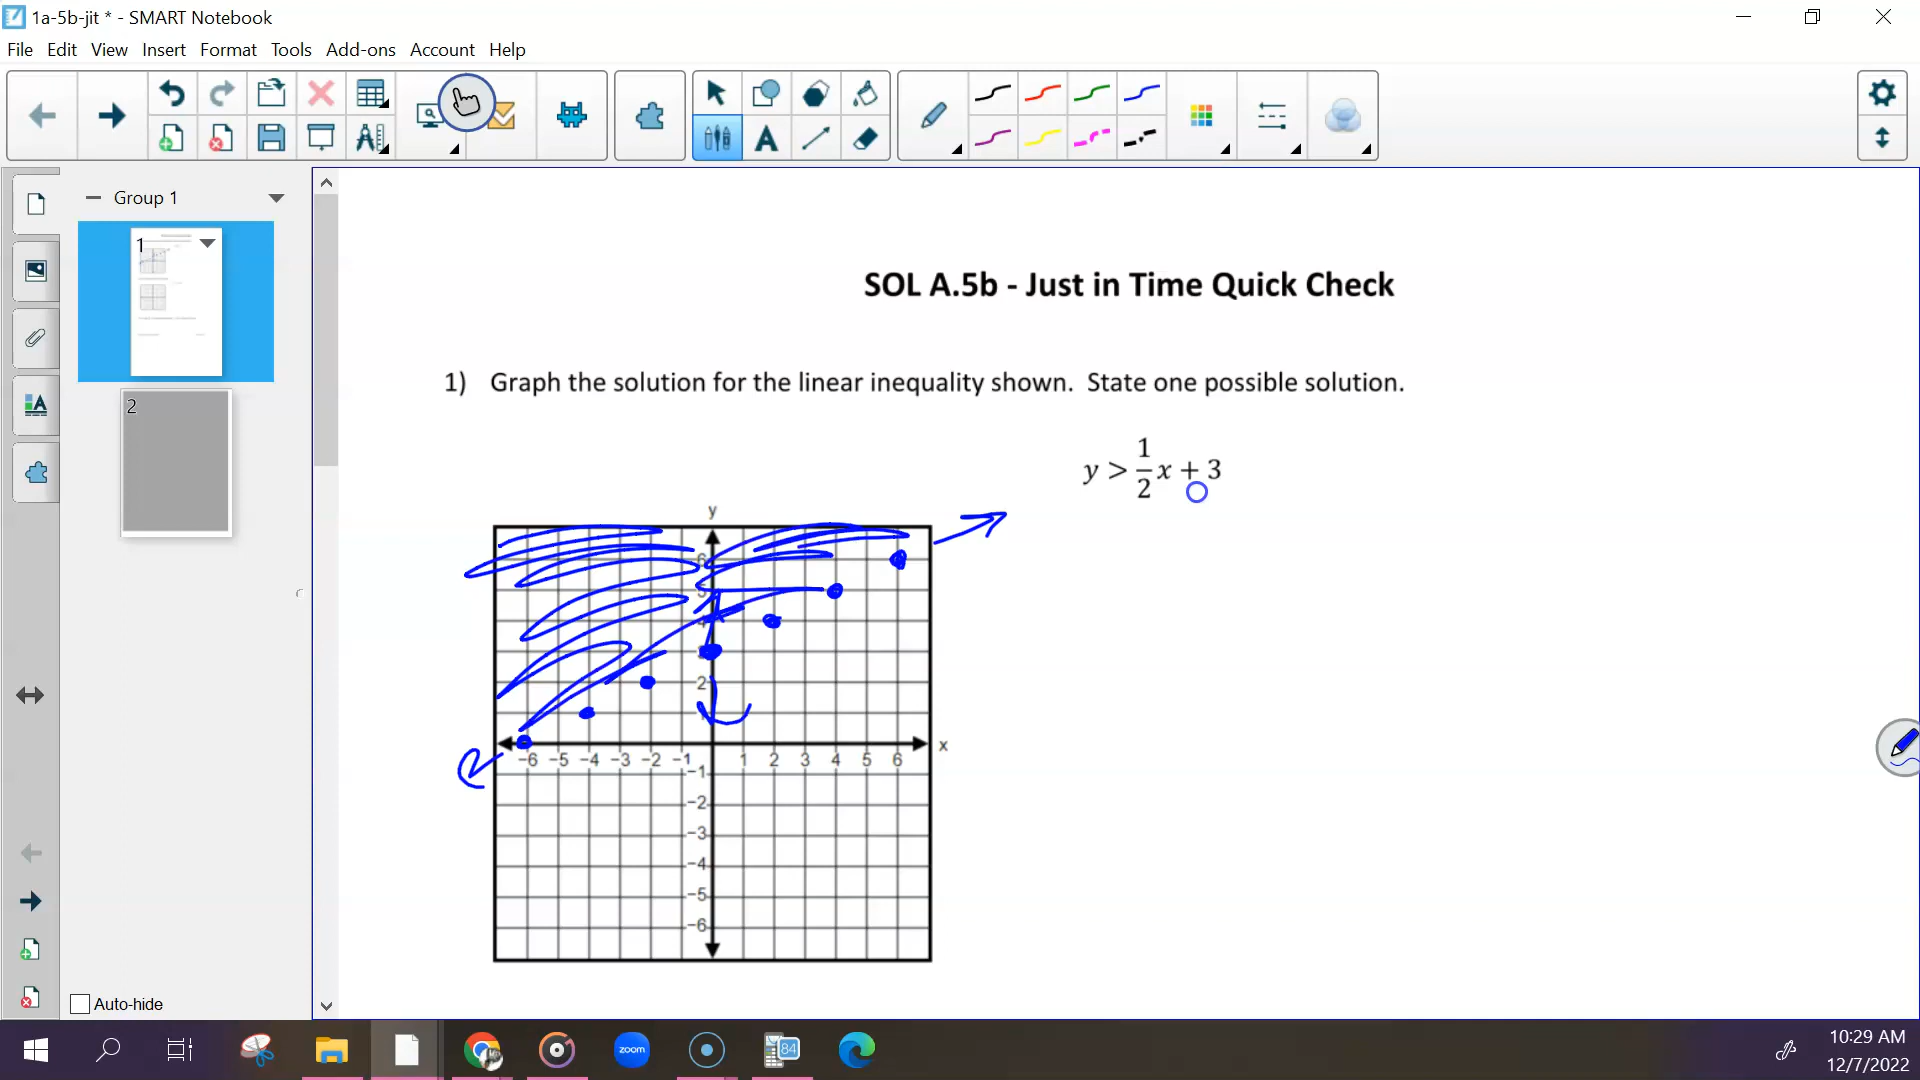 1a-5b-jit * - SMART Notebook
File Edit View Insert Format Tools Add-ons Account Help
Group 1
1
2
SOL A.5b - Just in Time Quick Check
1) Graph the solution for the linear inequality shown. State one possible solution.
y > 1/2 x + 3
y
6
5
4
2
x
-6 -5 -4 -3 -2 -1 1 2 3 4 5 6
-1
-2
-3
-4
-5
-6
Auto-hide
zoom
84
10:29 AM
12/7/2022